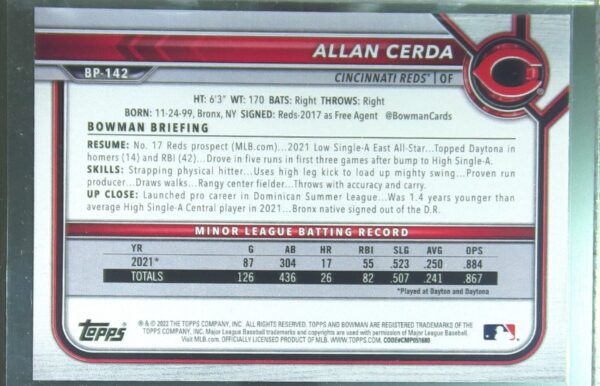 ALLAN CERDA
BP-142
CINCINNATI REDS® | OF
HT: 6'3" WT: 170 BATS: Right THROWS: Right
BORN: 11-24-99, Bronx, NY SIGNED: Reds-2017 as Free Agent @BowmanCards
BOWMAN BRIEFING
RESUME: No. 17 Reds prospect (MLB.com)...2021 Low Single-A East All-Star...Topped Daytona in
homers (14) and RBI (42)...Drove in five runs in first three games after bump to High Single-A.
SKILLS: Strapping physical hitter...Uses high leg kick to load up mighty swing...Proven run
producer...Draws walks...Rangy center fielder...Throws with accuracy and carry.
UP CLOSE: Launched pro career in Dominican Summer League...Was 1.4 years younger than
average High Single-A Central player in 2021...Bronx native signed out of the D.R.
MINOR LEAGUE BATTING RECORD
YR G AB HR RBI SLG AVG OPS
2021* 87 304 17 55 .523 .250 .884
TOTALS 126 436 26 82 .507 .241 .867
*Played at Dayton and Daytona
TOPPS
® & © 2022 THE TOPPS COMPANY, INC. ALL RIGHTS RESERVED. TOPPS AND BOWMAN ARE REGISTERED TRADEMARKS OF THE
TOPPS COMPANY, INC. Major League Baseball trademarks and copyrights are used with permission of Major League Baseball.
Visit MLB.com. OFFICIALLY LICENSED PRODUCT OF MLB. WWW.TOPPS.COM CODE#CMP051680